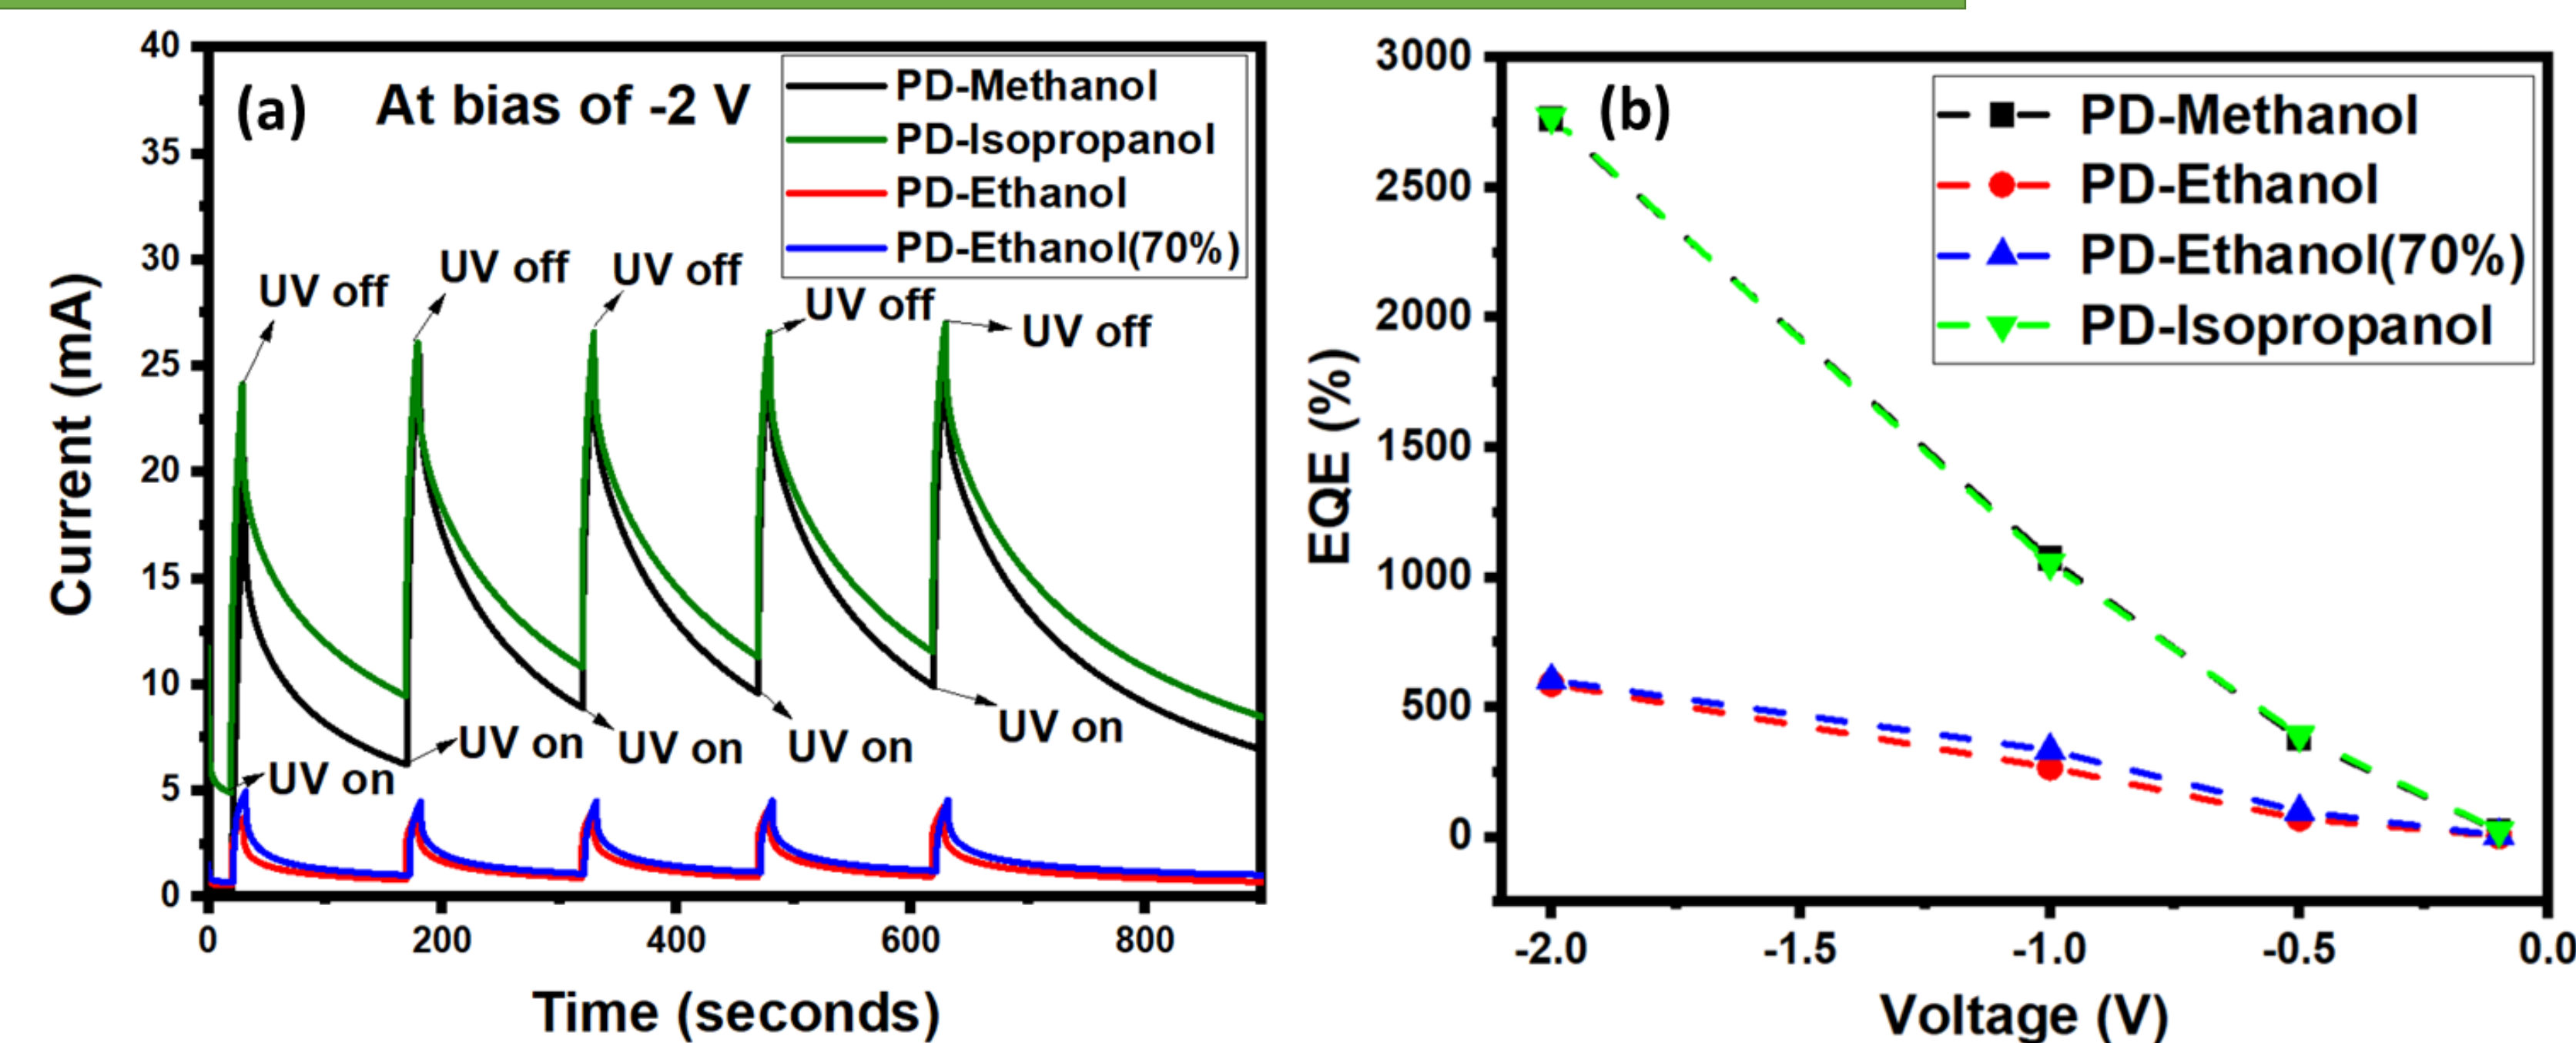 (a) At bias of -2 V
PD-Methanol
PD-Isopropanol
PD-Ethanol
PD-Ethanol(70%)
UV off
UV off
UV off
UV off
UV off
UV on
UV on
UV on
UV on
UV on
40
35
30
25
20
15
10
5
0
Current (mA)
0 200 400 600 800
Time (seconds)
(b)
PD-Methanol
PD-Ethanol
PD-Ethanol(70%)
PD-Isopropanol
3000
2500
2000
1500
1000
500
0
EQE (%)
-2.0 -1.5 -1.0 -0.5 0.0
Voltage (V)